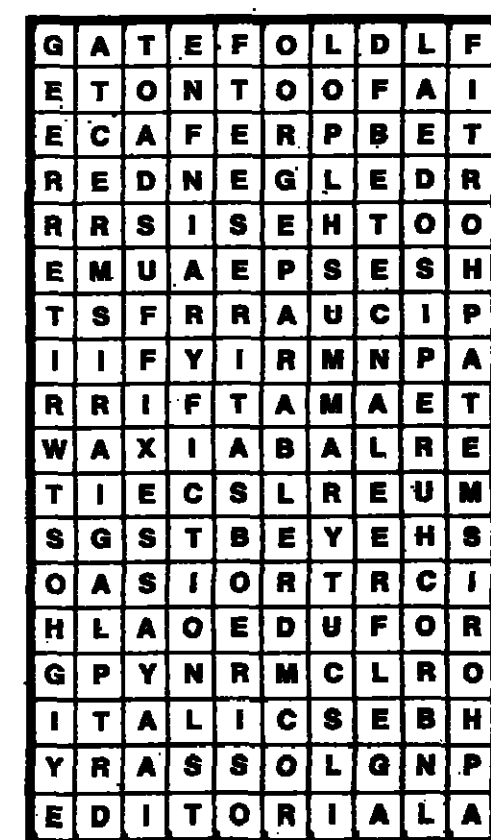 G A T E F O L D L F
E T O N T O O F A I
E C A F E R P B E T
R E D N E G L E D R
R R S I S E H T O O
E M U A E P S E S H
T S F R R A U C I P
I I F Y I R M N P A
R R I F T A M A E T
W A X I A B A L R E
T I E C S L R E U M
S G S T B E Y E H S
O A S I O R T R C I
H L A O E D U F O R
G P Y N R M C L R O
I T A L I C S E B H
Y R A S S O L G N P
E D I T O R I A L A